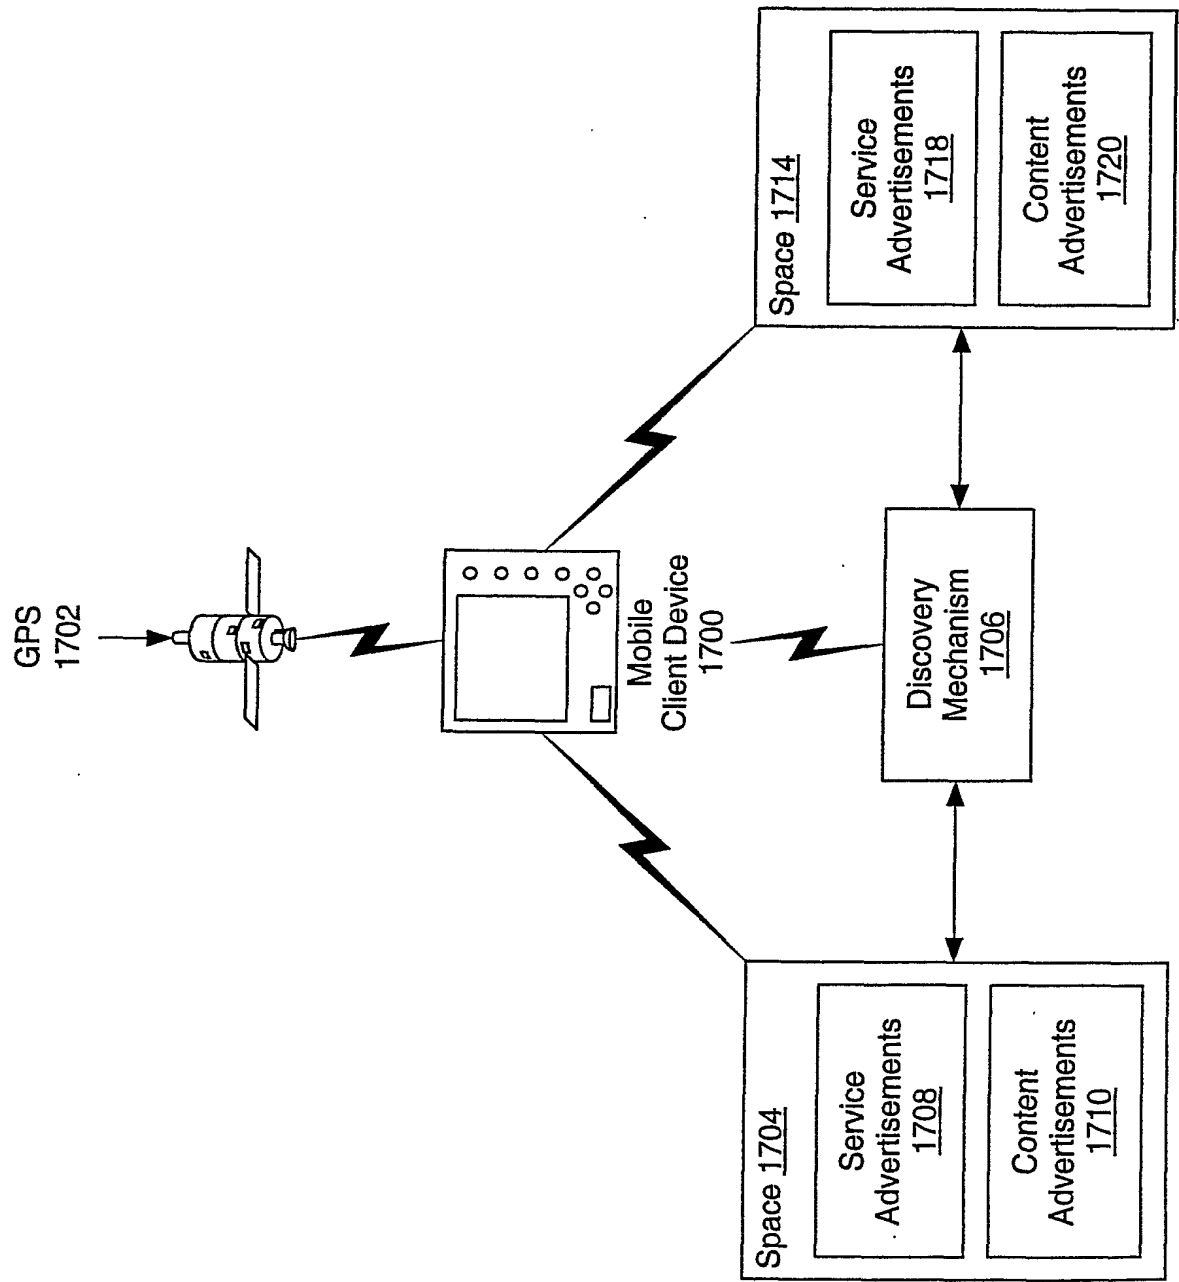 GPS
1702
Mobile
Client Device
1700
Space 1704
Service
Advertisements
1708
Content
Advertisements
1710
Discovery
Mechanism
1706
Space 1714
Service
Advertisements
1718
Content
Advertisements
1720